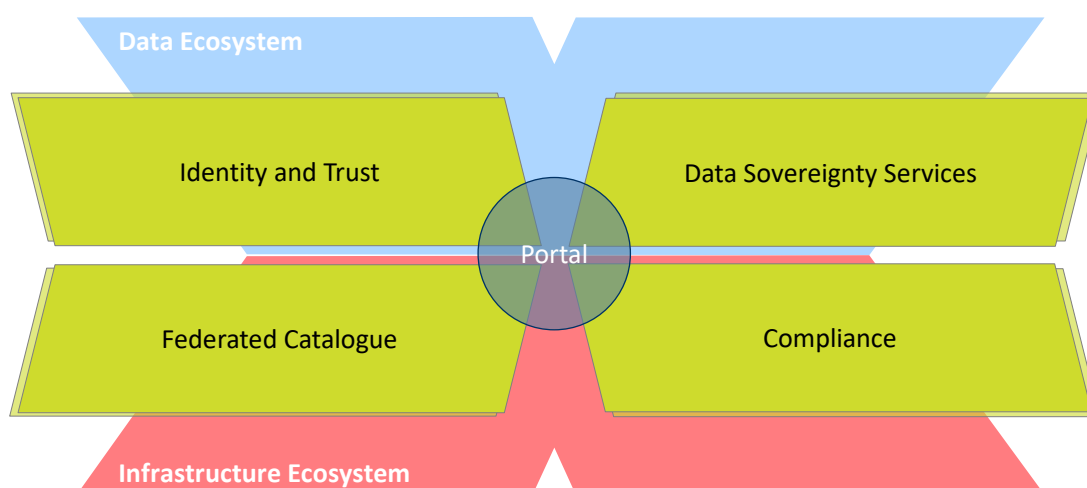 Data Ecosystem
Identity and Trust
Data Sovereignty Services
Portal
Federated Catalogue
Compliance
Infrastructure Ecosystem